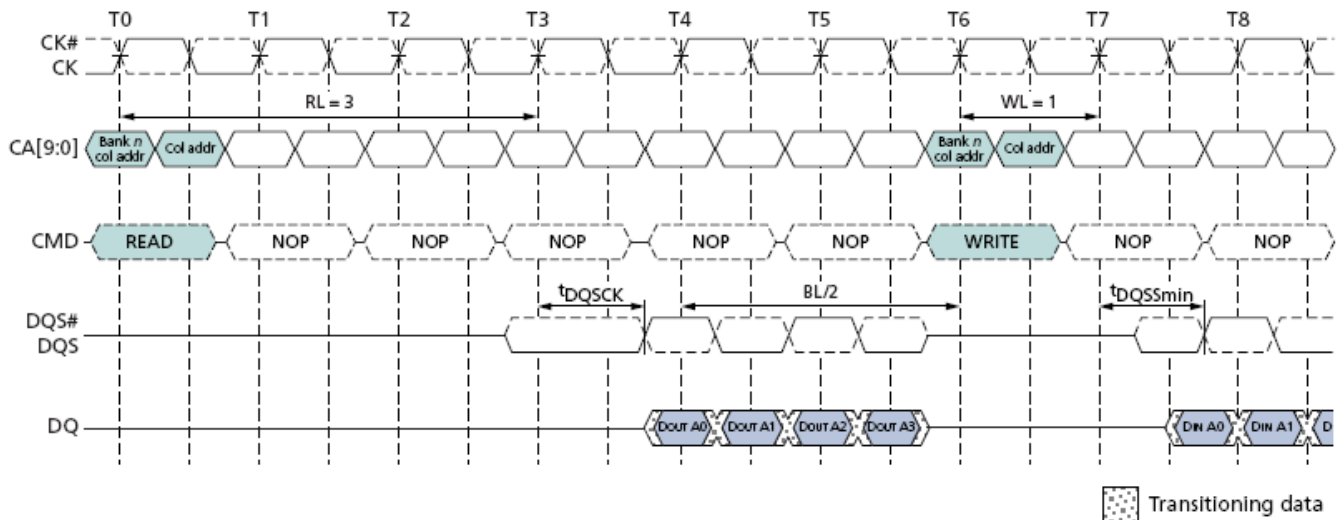 T0 T1 T2 T3 T4 T5 T6 T7 T8
CK#
CK
RL = 3 WL = 1
CA[9:0] Bank n col addr Col addr Bank n col addr Col addr
CMD READ NOP NOP NOP NOP NOP WRITE NOP NOP
tDQSCK BL/2 tDQSSmin
DQS#
DQS
DQ DOUT A0 DOUT A1 DOUT A2 DOUT A3 DIN A0 DIN A1 D
Transitioning data